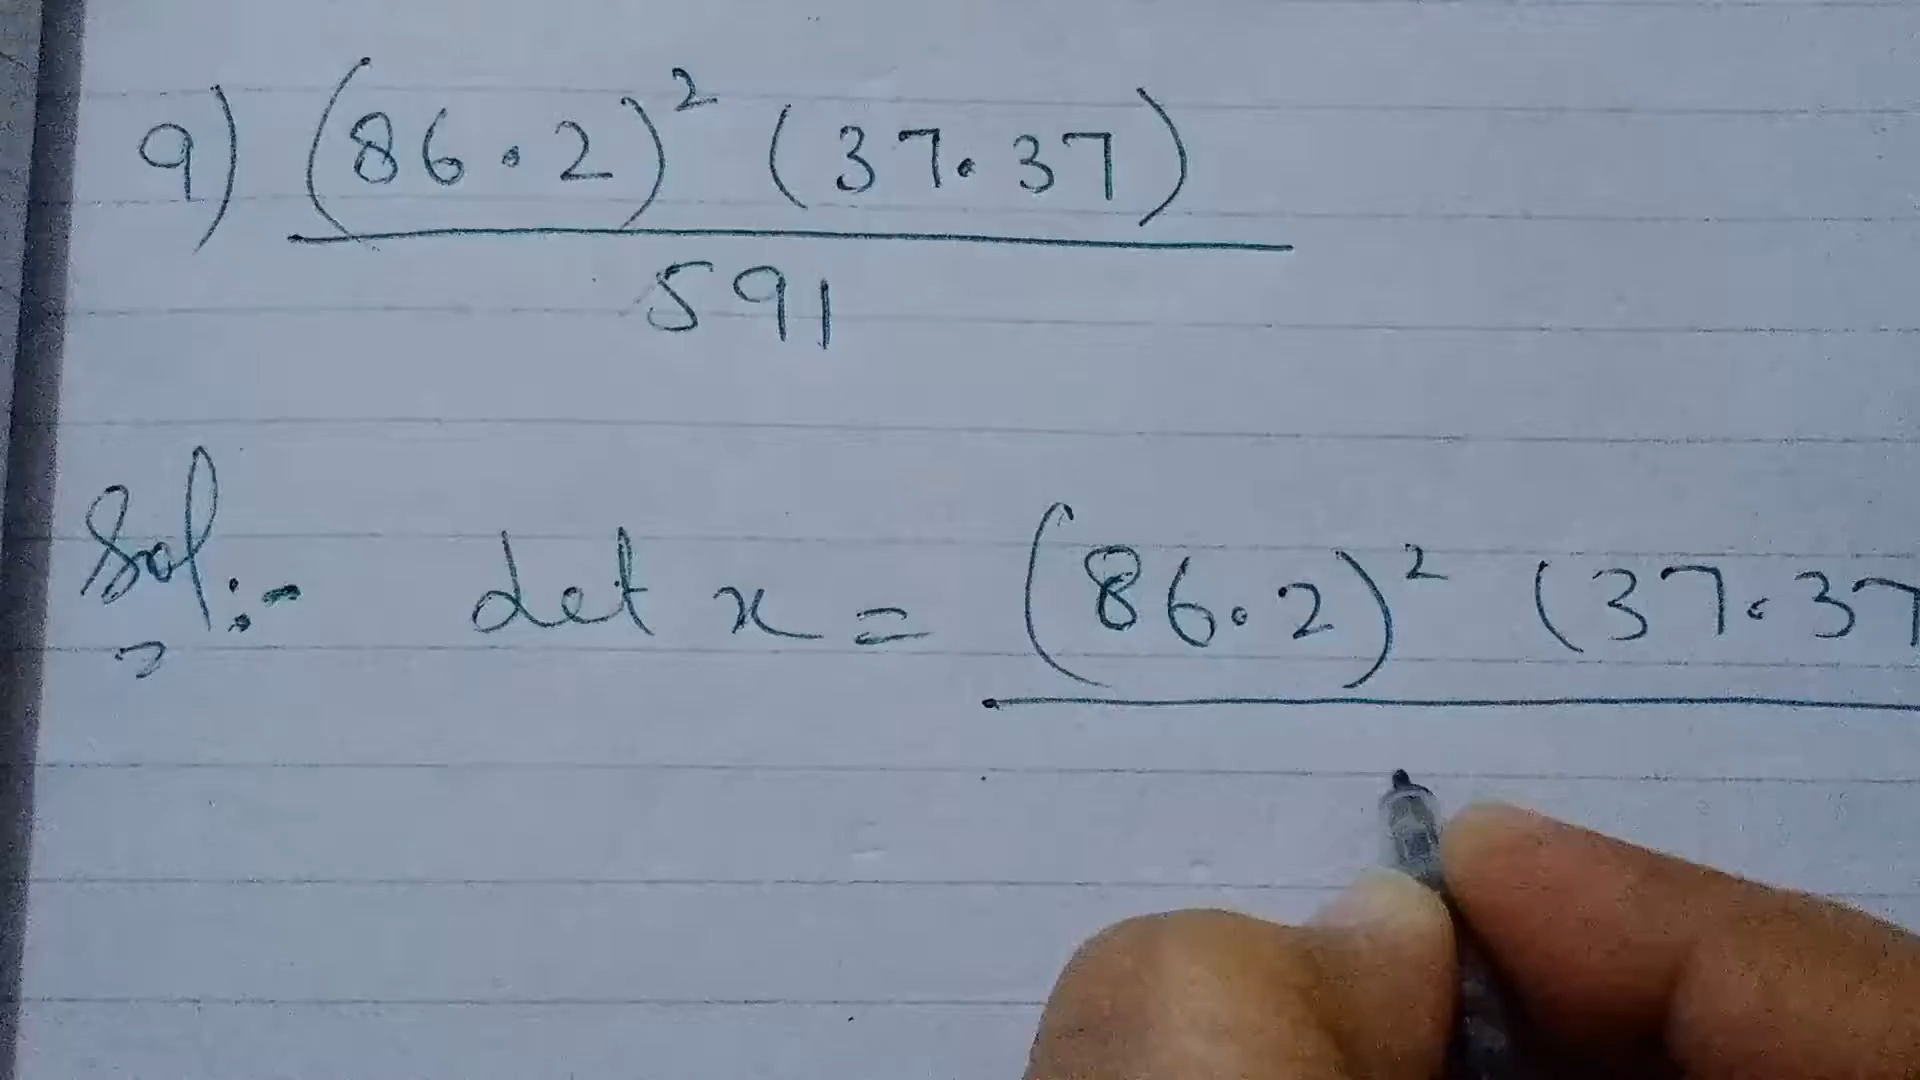 9) (86.2)² (37.37)
591
Sol:- let x = (86.2)² (37.37